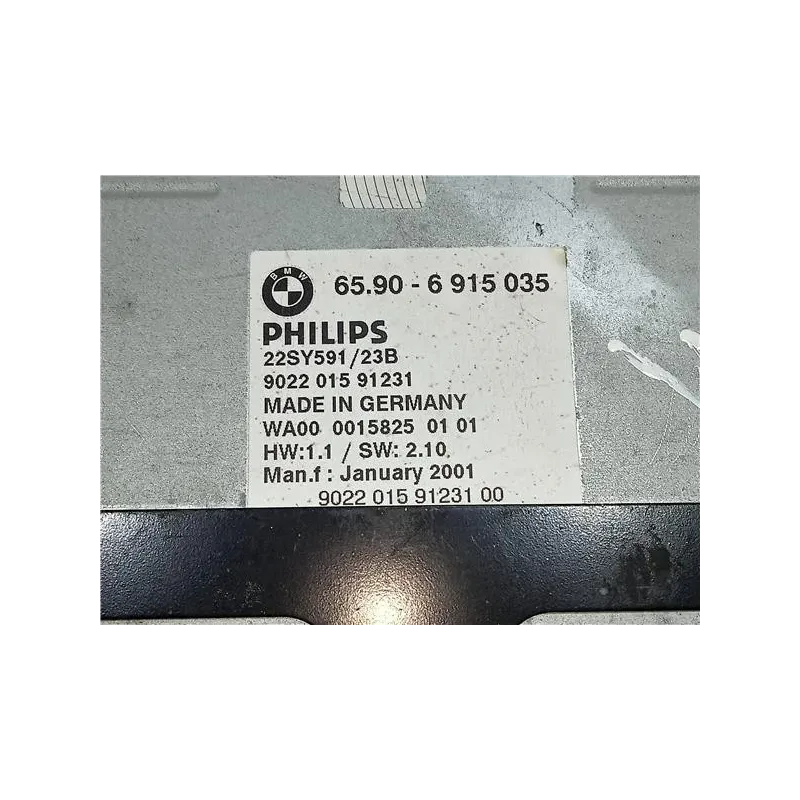 BMW
65.90 - 6 915 035
PHILIPS
22SY591/23B
9022 015 91231
MADE IN GERMANY
WA00 0015825 01 01
HW:1.1 / SW: 2.10
Man.f : January 2001
9022 015 91231 00